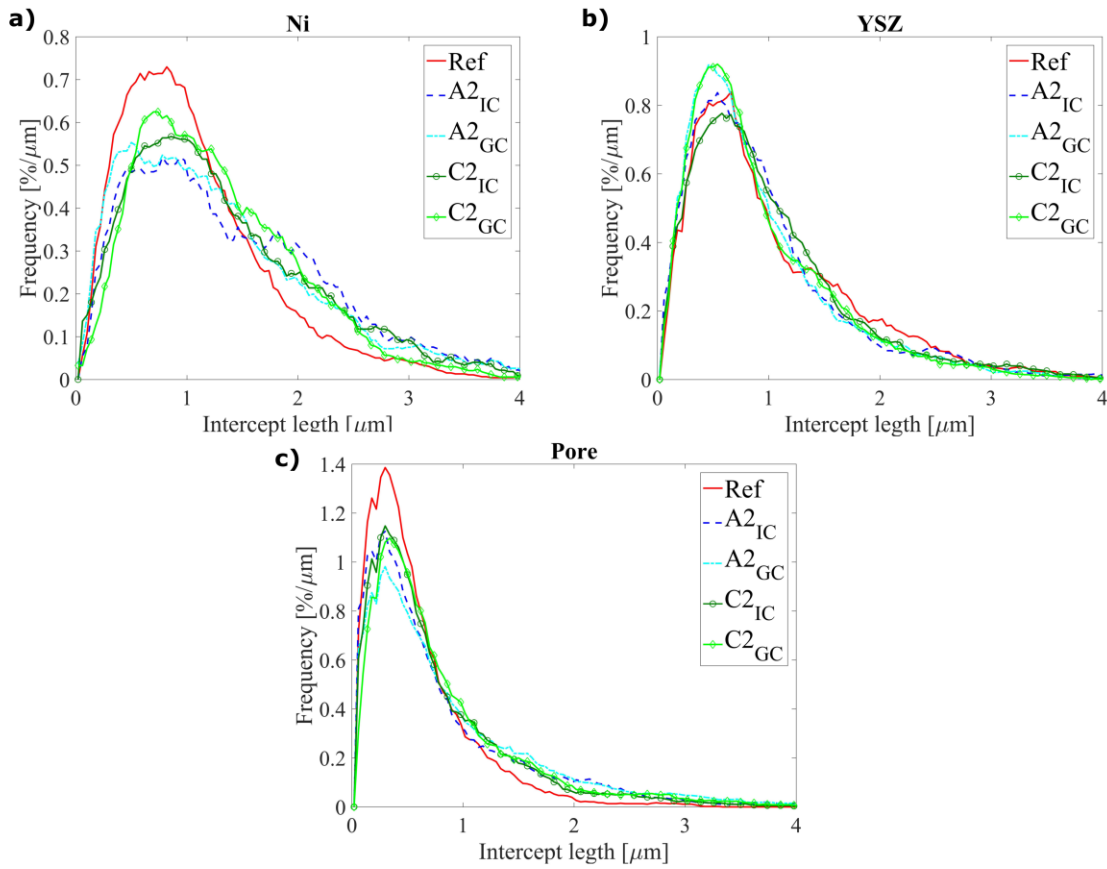 a)
Ni
Frequency [%/μm]
0.8
0.7
0.6
0.5
0.4
0.3
0.2
0.1
0
0 1 2 3 4
Intercept legth [μm]
Ref
A2IC
A2GC
C2IC
C2GC
b)
YSZ
Frequency [%/μm]
1
0.8
0.6
0.4
0.2
0
0 1 2 3 4
Intercept legth [μm]
Ref
A2IC
A2GC
C2IC
C2GC
c)
Pore
Frequency [%/μm]
1.4
1.2
1
0.8
0.6
0.4
0.2
0
0 1 2 3 4
Intercept legth [μm]
Ref
A2IC
A2GC
C2IC
C2GC